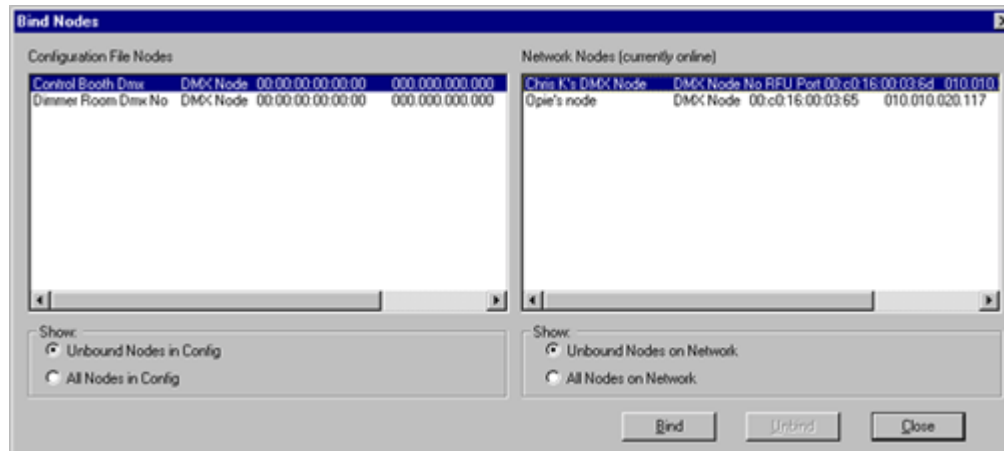 Bind Nodes
Configuration File Nodes
Network Nodes (currently online)
Control Booth Dmx DMX Node 00:00:00:00:00:00 000.000.000.000
Dimmer Room Dmx No DMX Node 00:00:00:00:00:00 000.000.000.000
Chris K's DMX Node DMX Node No RFU Port 00:c0:16:00:03:6d 010.010.
Opie's node DMX Node 00:c0:16:00:03:65 010.010.020.117
Show:
Unbound Nodes in Config
All Nodes in Config
Show:
Unbound Nodes on Network
All Nodes on Network
Bind
Unbind
Close